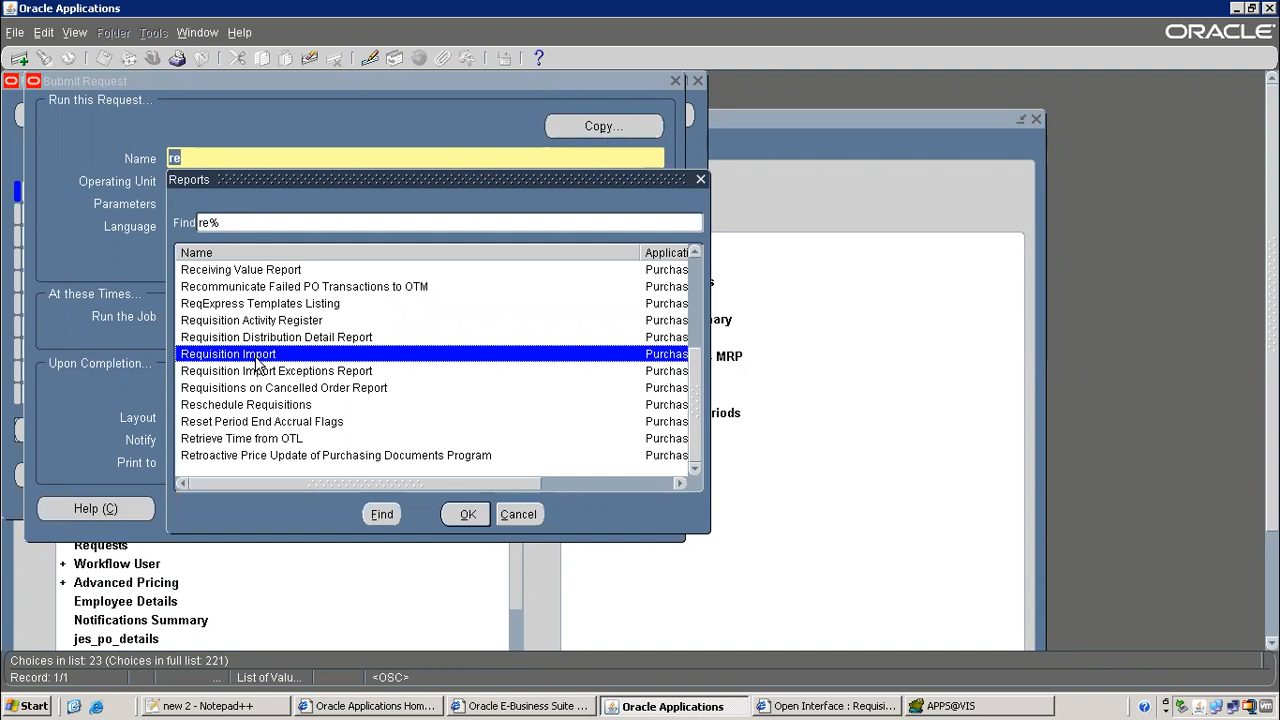 Oracle Applications
File Edit View Folder Tools Window Help
ORACLE
Submit Request
Run this Request...
Copy...
Name re
Operating Unit
Parameters
Language
At these Times...
Run the Job
Upon Completion...
Layout
Notify
Print to
Help (C)
Reports
Find re%
Name Applicati
Receiving Value Report Purchas
Recommunicate Failed PO Transactions to OTM Purchas
ReqExpress Templates Listing Purchas
Requisition Activity Register Purchas
Requisition Distribution Detail Report Purchas
Requisition Import Purchas
Requisition Import Exceptions Report Purchas
Requisitions on Cancelled Order Report Purchas
Reschedule Requisitions Purchas
Reset Period End Accrual Flags Purchas
Retrieve Time from OTL Purchas
Retroactive Price Update of Purchasing Documents Program Purchas
Find OK Cancel
MRP
Requests
+ Workflow User
+ Advanced Pricing
Employee Details
Notifications Summary
jes_po_details
Choices in list: 23 (Choices in full list: 221)
Record: 1/1 ... List of Valu... <OSC>
Start new 2 - Notepad++ Oracle Applications Hom... Oracle E-Business Suite ... Oracle Applications Open Interface : Requisi... APPS@VIS